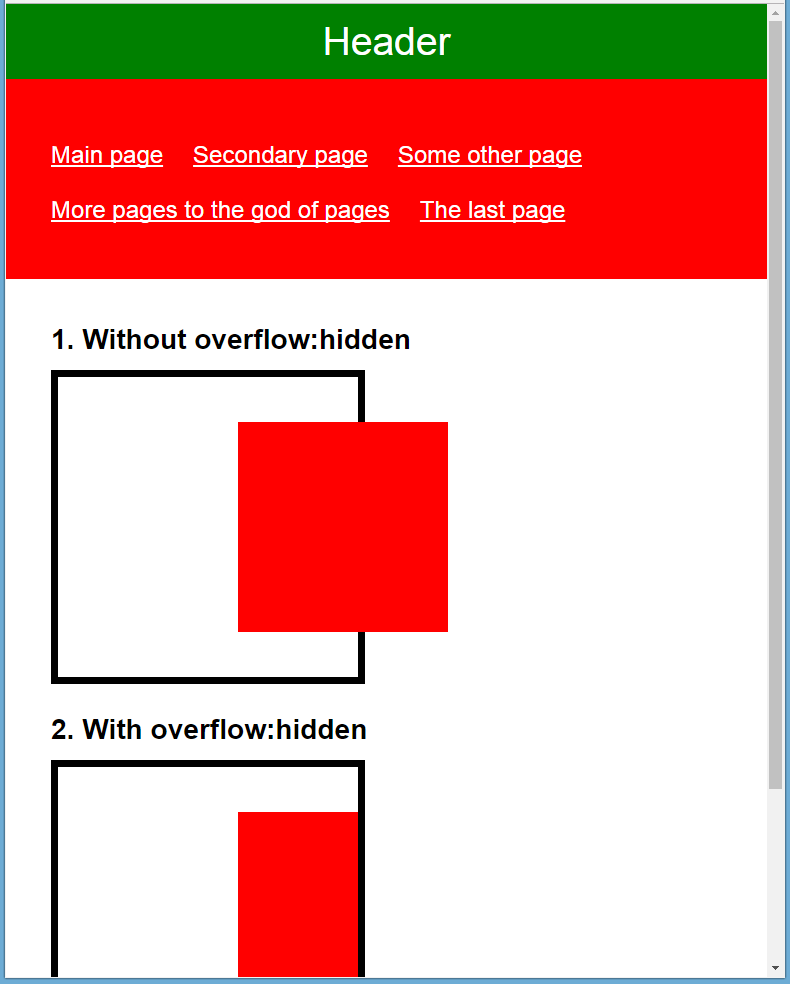 Header
Main page Secondary page Some other page
More pages to the god of pages The last page
1. Without overflow:hidden
2. With overflow:hidden